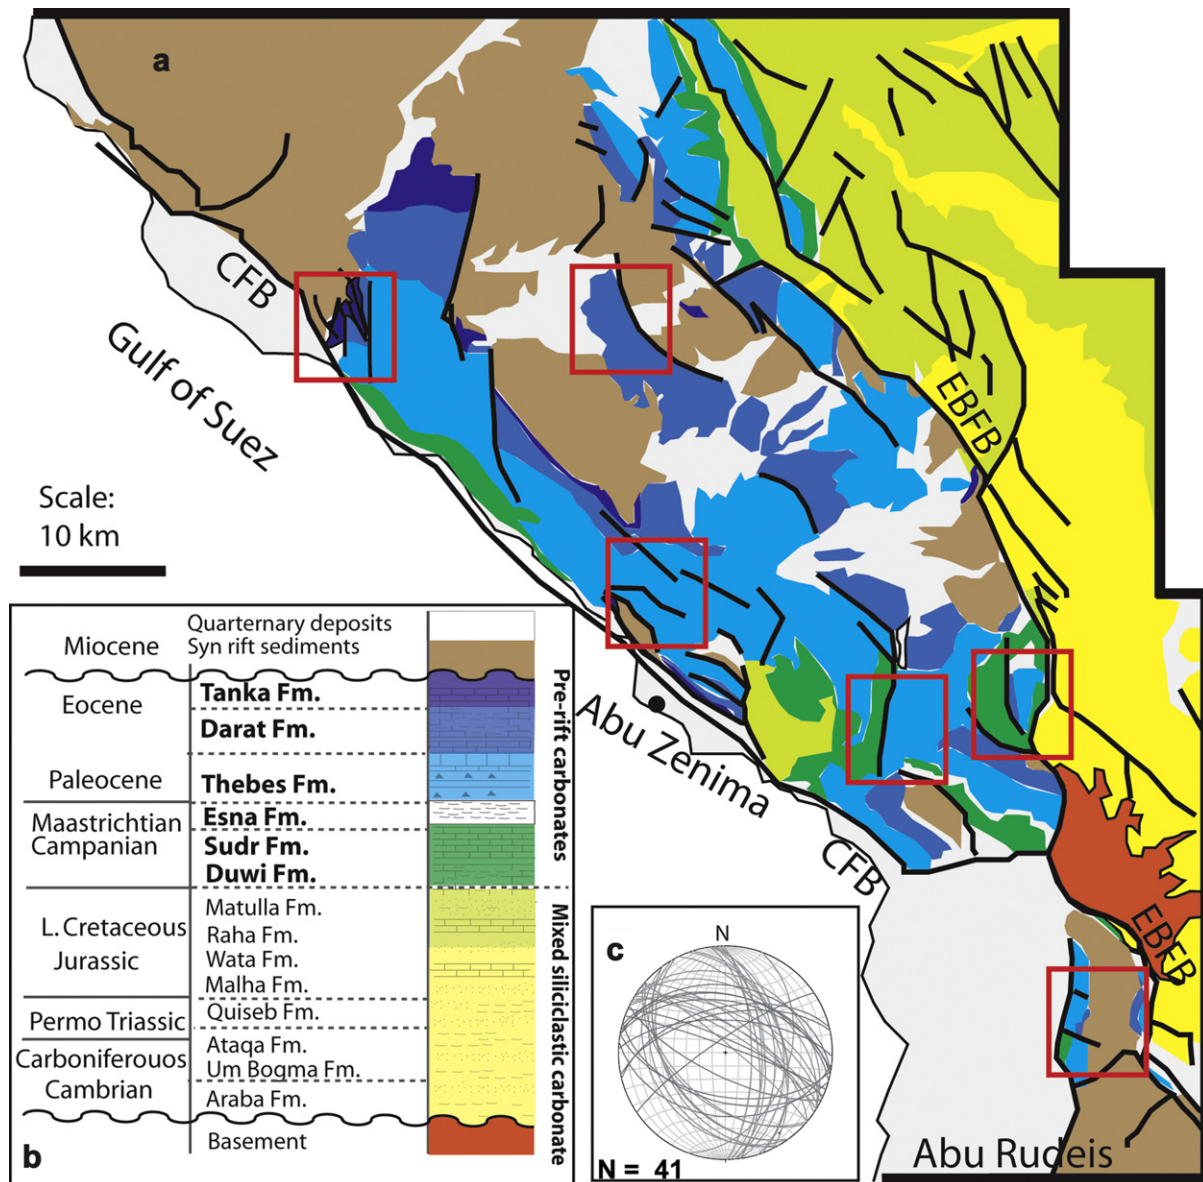 a
CFB
Gulf of Suez
EBFB
Scale:
10 km
Abu Zenima
CFB
EBFB
Abu Rudeis
Miocene
Quaternary deposits
Syn rift sediments
Eocene
Tanka Fm.
Darat Fm.
Paleocene
Thebes Fm.
Esna Fm.
Maastrichtian
Campanian
Sudr Fm.
Duwi Fm.
Matulla Fm.
L. Cretaceous
Raha Fm.
Jurassic
Wata Fm.
Malha Fm.
Permo Triassic
Quiseb Fm.
Carboniferouos
Ataqa Fm.
Um Bogma Fm.
Cambrian
Araba Fm.
Basement
Pre-rift carbonates
Mixed siliciclastic carbonate
b
c
N
N = 41